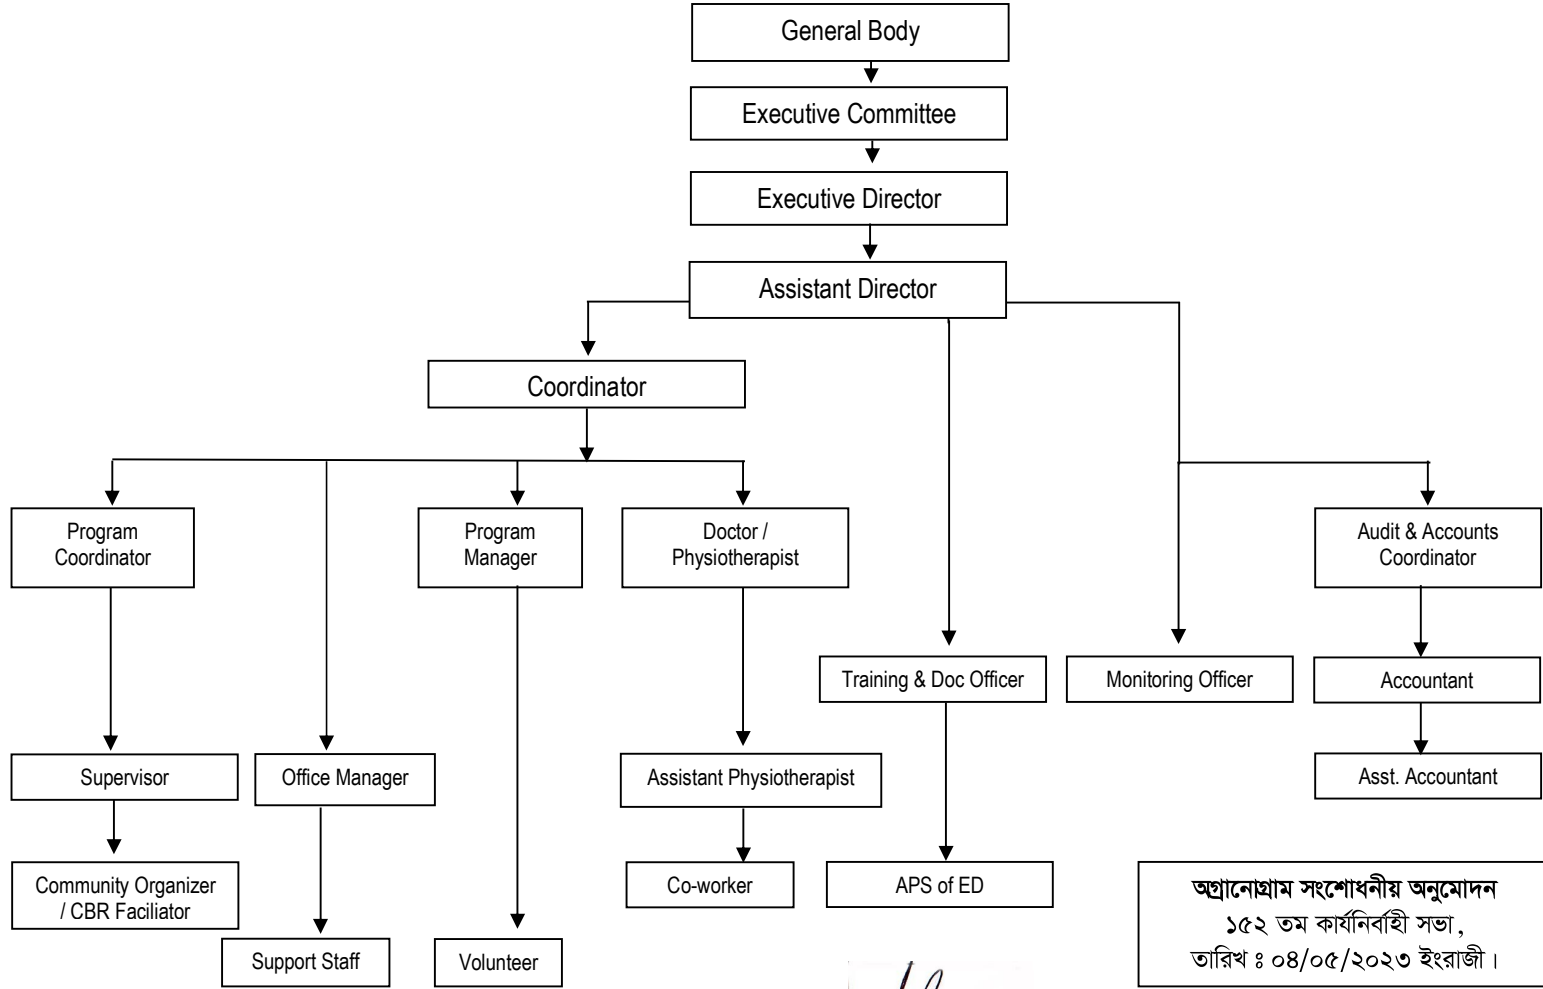 General Body
Executive Committee
Executive Director
Assistant Director
Coordinator
Program
Coordinator
Program
Manager
Doctor /
Physiotherapist
Audit & Accounts
Coordinator
Training & Doc Officer
Monitoring Officer
Accountant
Supervisor
Office Manager
Assistant Physiotherapist
Asst. Accountant
Community Organizer
/ CBR Faciliator
Co-worker
APS of ED
Support Staff
Volunteer
অগ্রানোগ্রাম সংশোধনীয় অনুমোদন
১৫২ তম কার্যনির্বাহী সভা,
তারিখ ঃ ০৪/০৫/২০২৩ ইংরাজী।